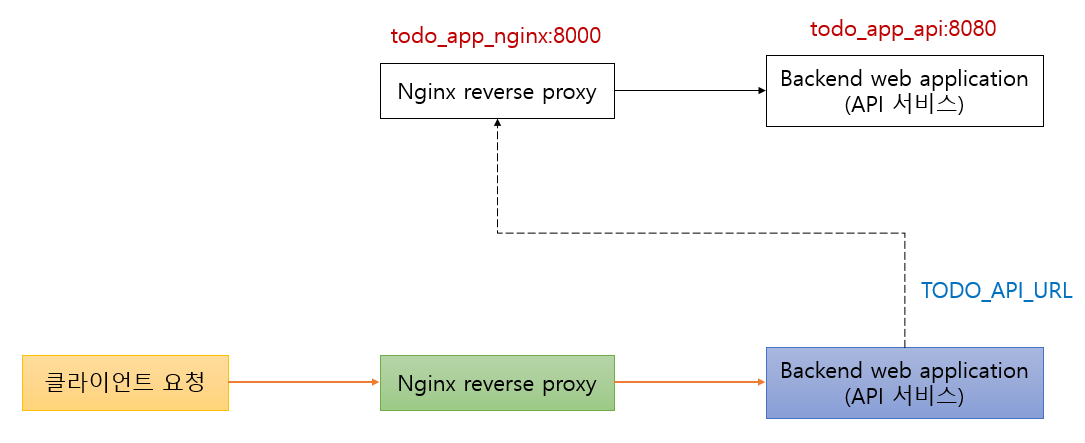 todo_app_nginx:8000
todo_app_api:8080
Nginx reverse proxy
Backend web application
(API 서비스)
TODO_API_URL
클라이언트 요청
Nginx reverse proxy
Backend web application
(API 서비스)